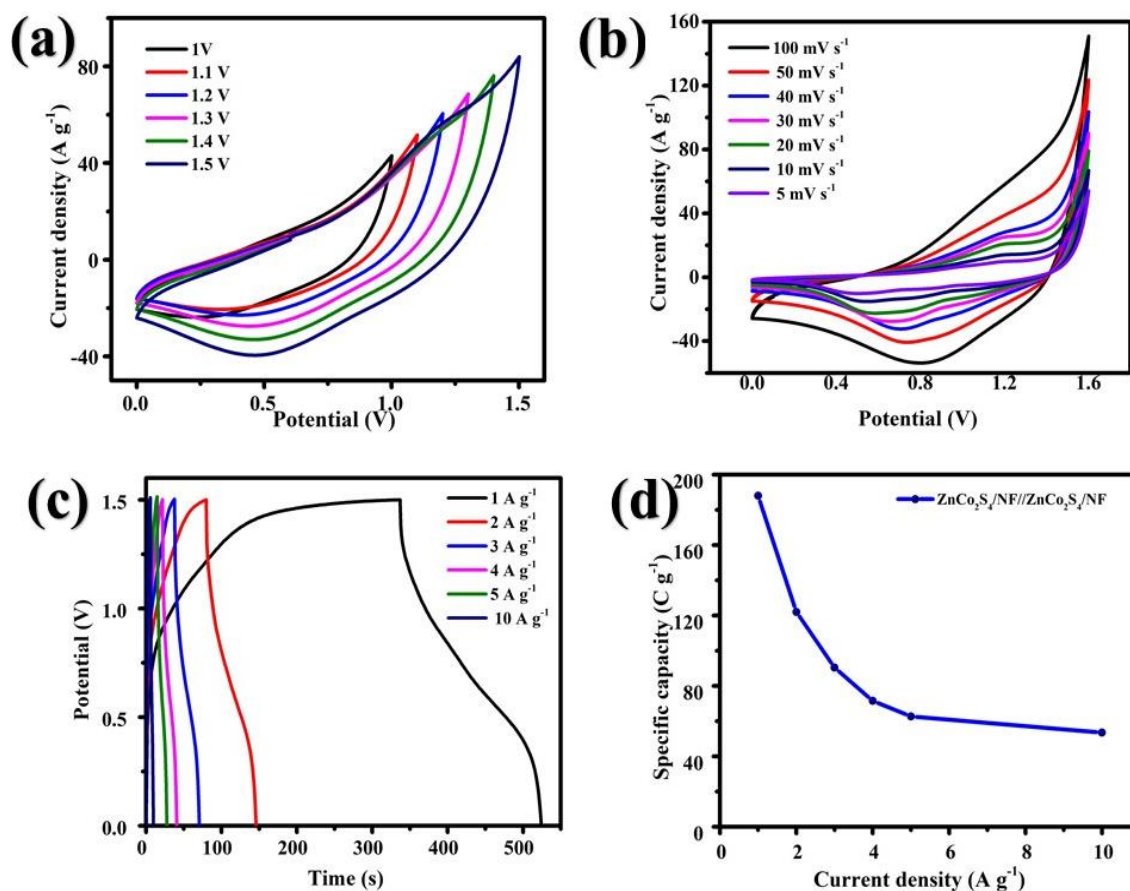 (a)
1V
1.1 V
1.2 V
1.3 V
1.4 V
1.5 V
80
40
0
-40
0.0
0.5
1.0
1.5
Current density (A g⁻¹)
Potential (V)
(b)
100 mV s⁻¹
50 mV s⁻¹
40 mV s⁻¹
30 mV s⁻¹
20 mV s⁻¹
10 mV s⁻¹
5 mV s⁻¹
160
120
80
40
0
-40
0.0
0.4
0.8
1.2
1.6
Current density (A g⁻¹)
Potential (V)
(c)
1 A g⁻¹
2 A g⁻¹
3 A g⁻¹
4 A g⁻¹
5 A g⁻¹
10 A g⁻¹
1.5
1.0
0.5
0.0
0
100
200
300
400
500
Potential (V)
Time (s)
(d)
ZnCo₂S₄/NF//ZnCo₂S₄/NF
200
160
120
80
40
0
0
2
4
6
8
10
Specific capacity (C g⁻¹)
Current density (A g⁻¹)